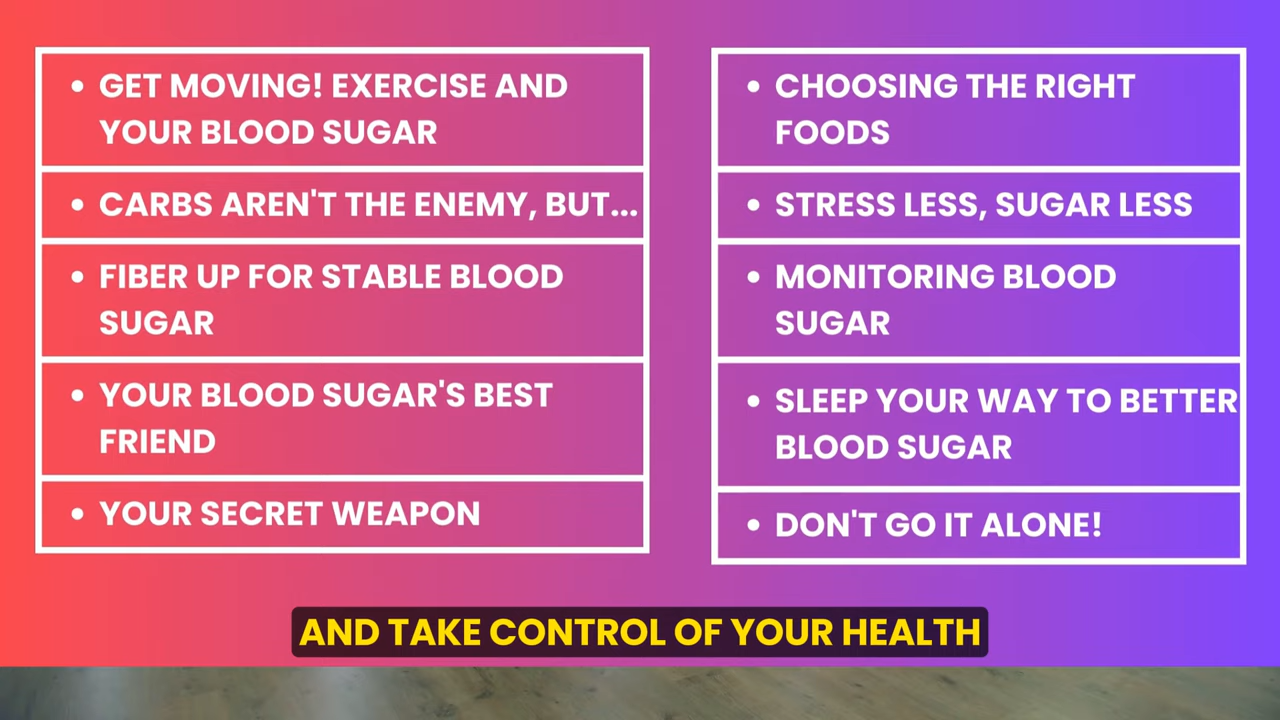 GET MOVING! EXERCISE AND
YOUR BLOOD SUGAR
CARBS AREN'T THE ENEMY, BUT...
FIBER UP FOR STABLE BLOOD
SUGAR
YOUR BLOOD SUGAR'S BEST
FRIEND
YOUR SECRET WEAPON
CHOOSING THE RIGHT
FOODS
STRESS LESS, SUGAR LESS
MONITORING BLOOD
SUGAR
SLEEP YOUR WAY TO BETTER
BLOOD SUGAR
DON'T GO IT ALONE!
AND TAKE CONTROL OF YOUR HEALTH